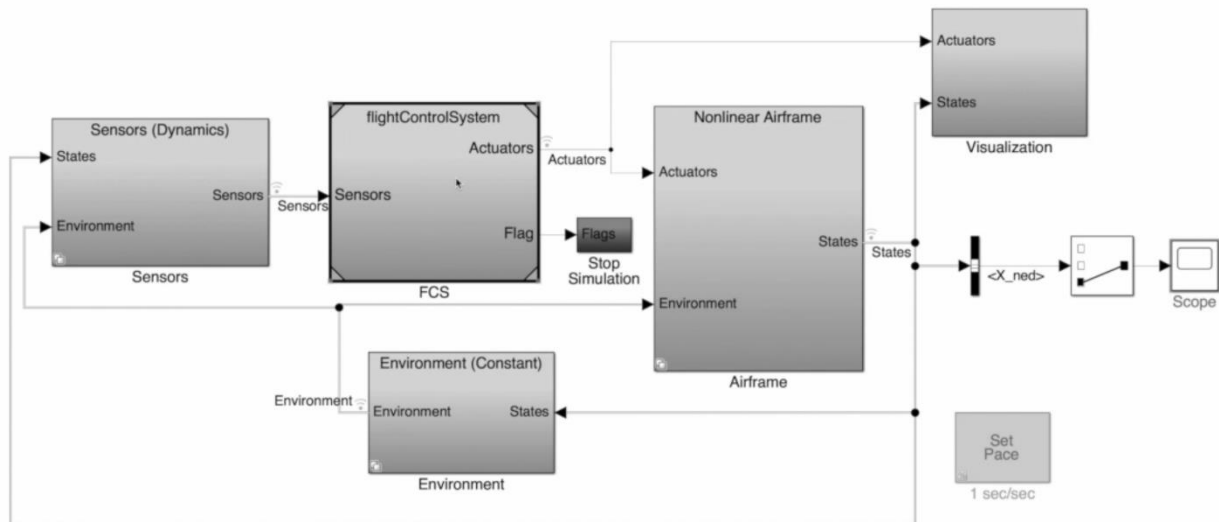 Actuators
States
Visualization
Sensors (Dynamics)
States
Sensors
Environment
Sensors
Sensors
flightControlSystem
Actuators
Sensors
Flag
FCS
Actuators
Flags
Stop
Simulation
Nonlinear Airframe
Actuators
States
Environment
Airframe
States
<X_ned>
Scope
Environment (Constant)
Environment
Environment
States
Environment
Set
Pace
1 sec/sec